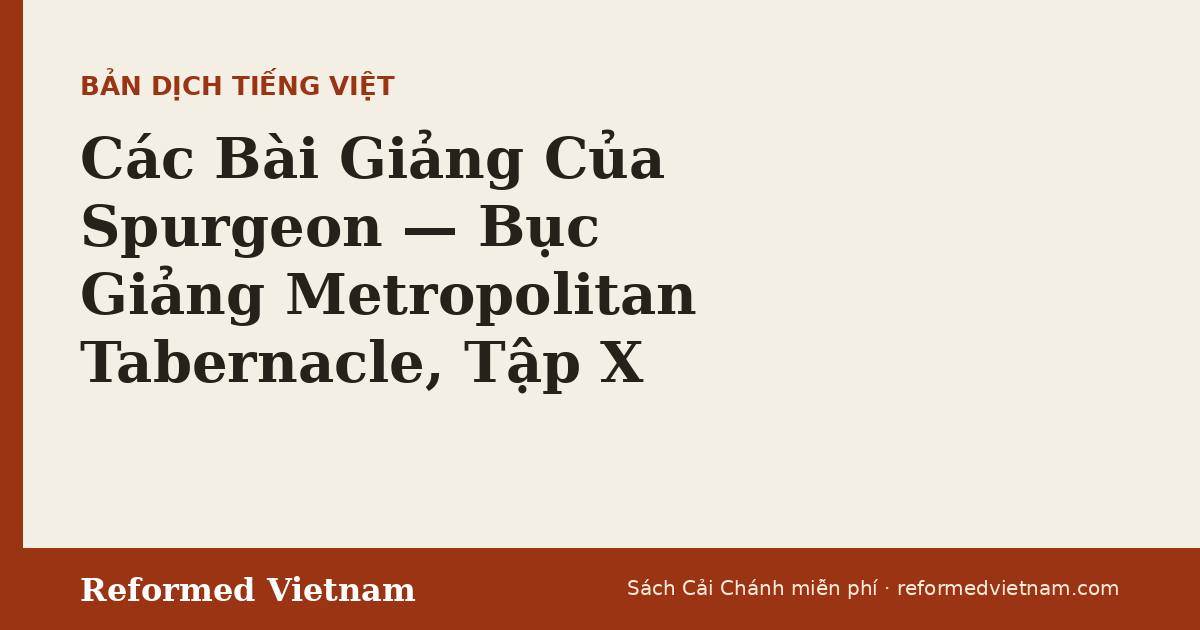 BẢN DỊCH TIẾNG VIỆT
Các Bài Giảng Của
Spurgeon — Bục
Giảng Metropolitan
Tabernacle, Tập X
Reformed Vietnam
Sách Cải Chánh miễn phí · reformedvietnam.com